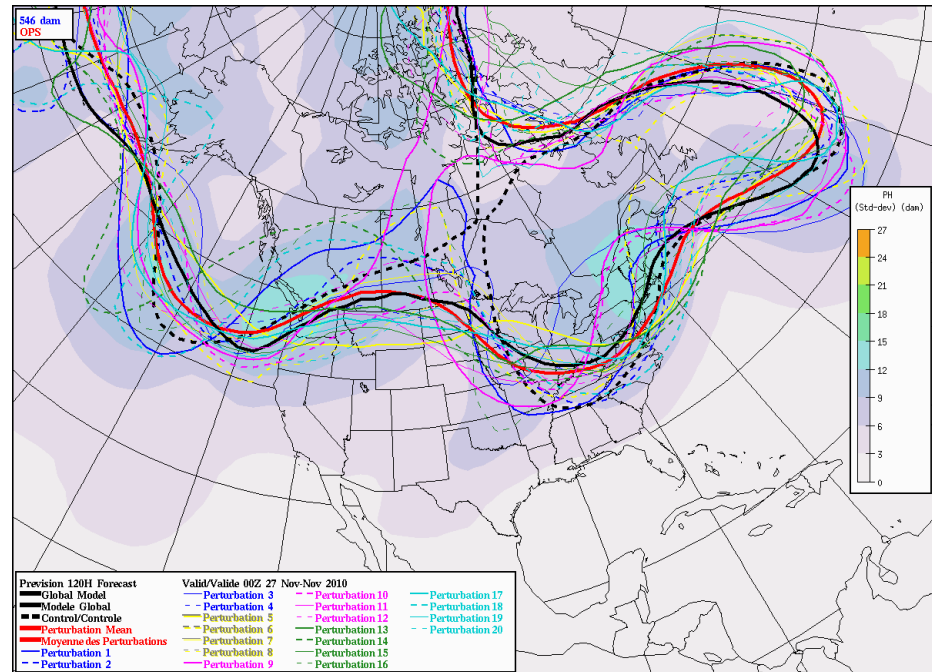 546 dam
OPS
PH
(Std-dev) (dam)
27
24
21
18
15
12
9
6
3
0
Prevision 120H Forecast
Valid/Valide 00Z 27 Nov-Nov 2010
Global Model
Modele Global
Control/Controle
Perturbation Mean
Moyenne des Perturbations
Perturbation 1
Perturbation 2
Perturbation 3
Perturbation 4
Perturbation 5
Perturbation 6
Perturbation 7
Perturbation 8
Perturbation 9
Perturbation 10
Perturbation 11
Perturbation 12
Perturbation 13
Perturbation 14
Perturbation 15
Perturbation 16
Perturbation 17
Perturbation 18
Perturbation 19
Perturbation 20